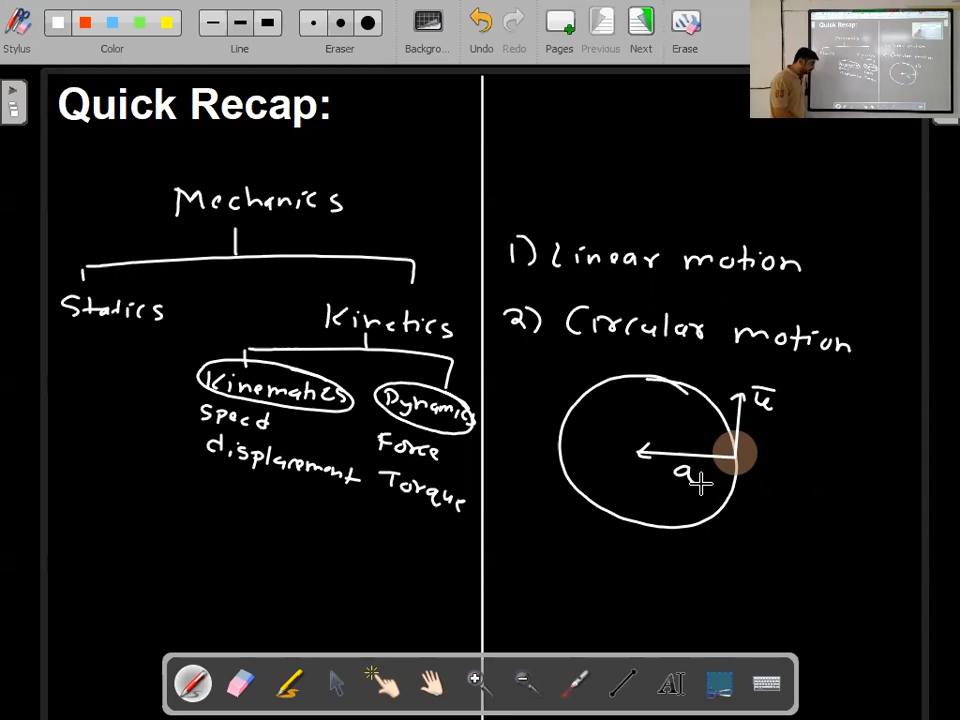 Stylus
Color
Line
Eraser
Backgro...
Undo
Redo
Pages
Previous
Next
Erase
Quick Recap:
Mechanics
Statics
Kinetics
Kinematics
Dynamics
Speed
displacement
Force
Torque
1) Linear motion
2) Circular motion
u̅
a